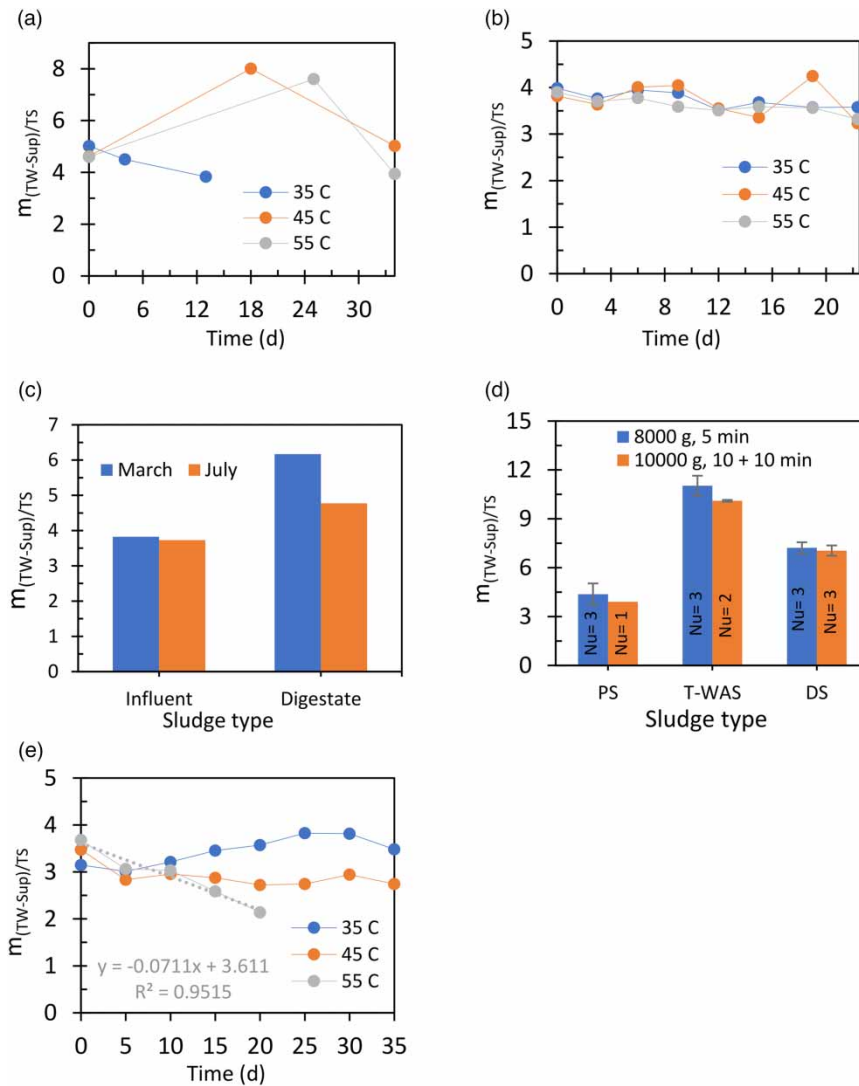 (a)
m(TW-Sup)/TS
8
6
4
2
0
35 C
45 C
55 C
0 6 12 18 24 30
Time (d)
(b)
m(TW-Sup)/TS
5
4
3
2
1
0
35 C
45 C
55 C
0 4 8 12 16 20
Time (d)
(c)
m(TW-Sup)/TS
7
6
5
4
3
2
1
0
March July
Influent Digestate
Sludge type
(d)
m(TW-Sup)/TS
15
12
9
6
3
0
8000 g, 5 min
10000 g, 10 + 10 min
Nu= 3
Nu= 1
Nu= 3
Nu= 2
Nu= 3
Nu= 3
PS T-WAS DS
Sludge type
(e)
m(TW-Sup)/TS
5
4
3
2
1
0
35 C
45 C
55 C
y = -0.0711x + 3.611
R² = 0.9515
0 5 10 15 20 25 30 35
Time (d)